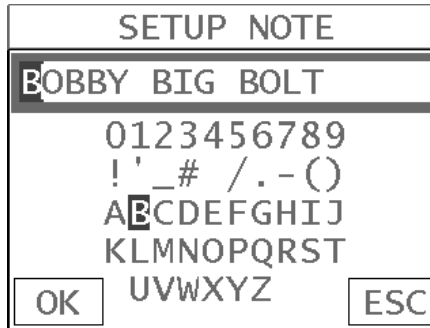 SETUP NOTE
BOBBY BIG BOLT
0123456789
!'_# /.-()
ABCDEFGHIJ
KLMNOPQRST
UVWXYZ
OK
ESC